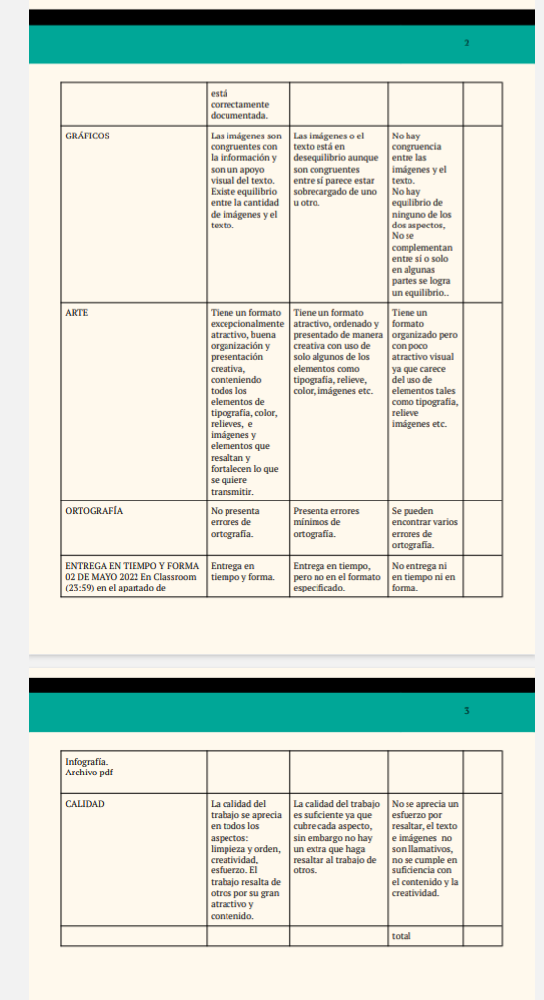 2
está
correctamente
documentada.
GRÁFICOS
Las imágenes son
congruentes con
la información y
son un apoyo
visual del texto.
Existe equilibrio
entre la cantidad
de imágenes y el
texto.
Las imágenes o el
texto está en
desequilibrio aunque
son congruentes
entre sí parece estar
sobrecargado de uno
u otro.
No hay
congruencia
entre las
imágenes y el
texto.
No hay
equilibrio de
ninguno de los
dos aspectos,
No se
complementan
entre sí o solo
en algunas
partes se logra
un equilibrio..
ARTE
Tiene un formato
excepcionalmente
atractivo, buena
organización y
presentación
creativa,
conteniendo
todos los
elementos de
tipografía, color,
relieves, e
imágenes y
elementos que
resaltan y
fortalecen lo que
se quiere
transmitir.
Tiene un formato
atractivo, ordenado y
presentado de manera
creativa con uso de
solo algunos de los
elementos como
tipografía, relieve,
color, imágenes etc.
Tiene un
formato
organizado pero
con poco
atractivo visual
ya que carece
del uso de
elementos tales
como tipografía,
relieve
imágenes etc.
ORTOGRAFÍA
No presenta
errores de
ortografía.
Presenta errores
mínimos de
ortografía.
Se pueden
encontrar varios
errores de
ortografía.
ENTREGA EN TIEMPO Y FORMA
02 DE MAYO 2022 En Classroom
(23:59) en el apartado de
Entrega en
tiempo y forma.
Entrega en tiempo,
pero no en el formato
especificado.
No entrega ni
en tiempo ni en
forma.
3
Infografía.
Archivo pdf
CALIDAD
La calidad del
trabajo se aprecia
en todos los
aspectos:
limpieza y orden,
creatividad,
esfuerzo. El
trabajo resalta de
otros por su gran
atractivo y
contenido.
La calidad del trabajo
es suficiente ya que
cubre cada aspecto,
sin embargo no hay
un extra que haga
resaltar al trabajo de
otros.
No se aprecia un
esfuerzo por
resaltar, el texto
e imágenes no
son llamativos,
no se cumple en
suficiencia con
el contenido y la
creatividad.
total